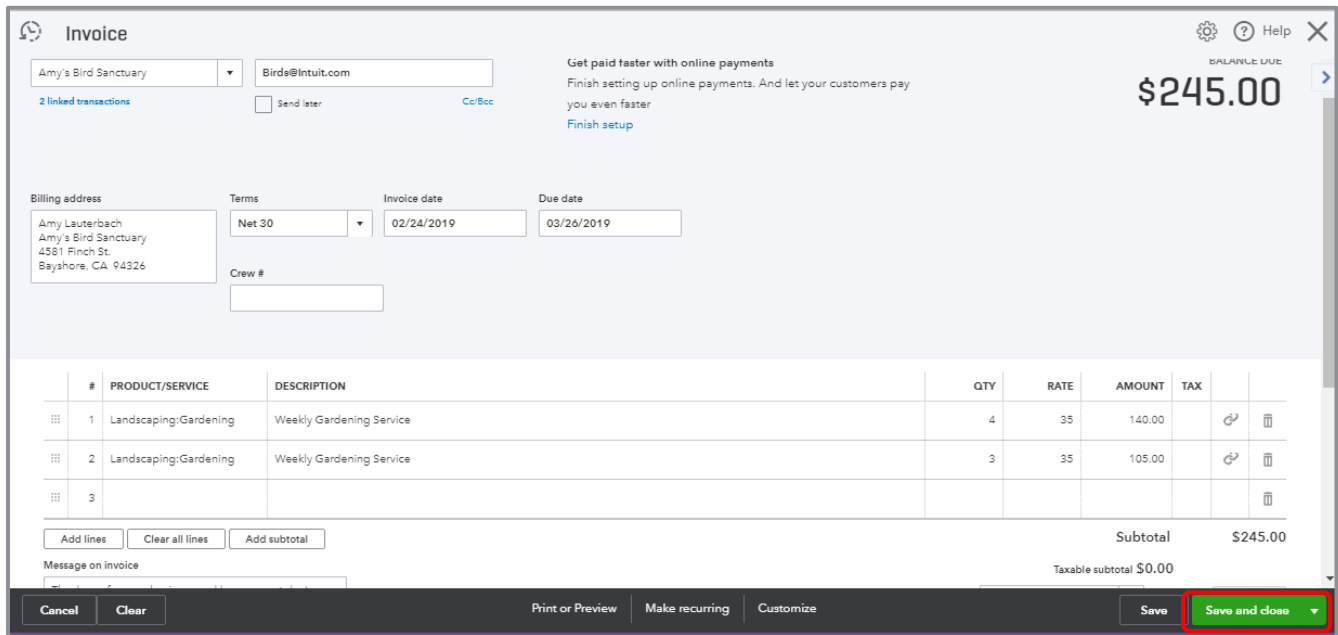 Invoice
Help
Amy's Bird Sanctuary
Birds@Intuit.com
Get paid faster with online payments
BALANCE DUE
Finish setting up online payments. And let your customers pay
you even faster
$245.00
2 linked transactions
Send later
Cc/Bcc
Finish setup
Billing address
Terms
Invoice date
Due date
Amy Lauterbach
Amy's Bird Sanctuary
4581 Finch St.
Bayshore, CA 94326
Net 30
02/24/2019
03/26/2019
Crew #
# PRODUCT/SERVICE DESCRIPTION QTY RATE AMOUNT TAX
1 Landscaping:Gardening Weekly Gardening Service 4 35 140.00
2 Landscaping:Gardening Weekly Gardening Service 3 35 105.00
3
Add lines Clear all lines Add subtotal
Subtotal $245.00
Message on invoice
Taxable subtotal $0.00
Cancel Clear Print or Preview Make recurring Customize Save Save and close